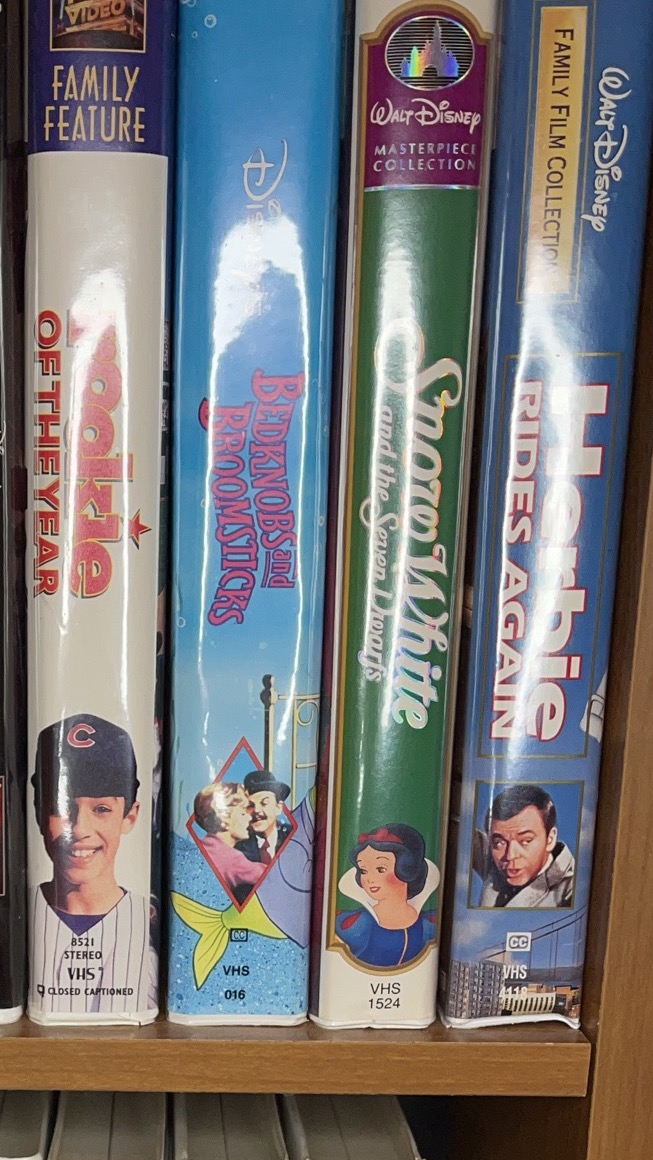 VIDEO
FAMILY
FEATURE
rookie
OF THE YEAR
C
8521
STEREO
VHS
CLOSED CAPTIONED
Disney
BEDKNOBS and
BROOMSTICKS
CC
VHS
016
WALT DISNEY
MASTERPIECE
COLLECTION
Snow White
and the Seven Dwarfs
VHS
1524
WALT DISNEY
FAMILY FILM COLLECTION
Herbie
RIDES AGAIN
CC
VHS